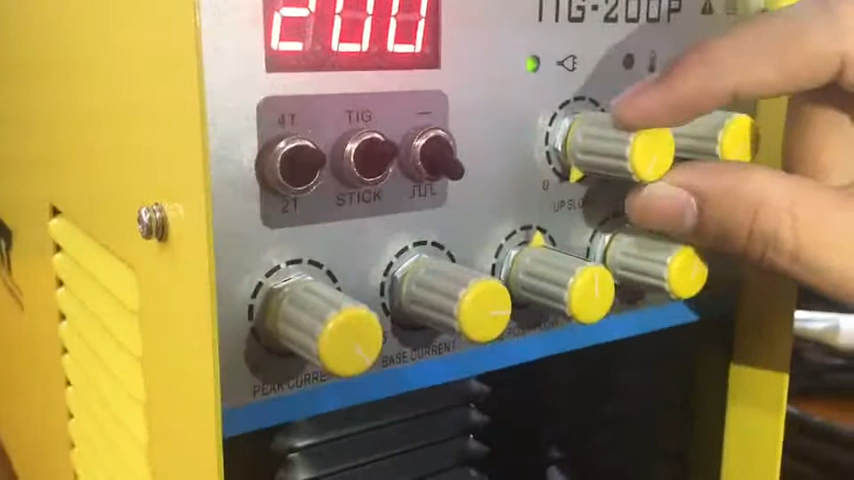 TIG-200P
200
4T TIG
2T STICK
0
UP SLO
PEAK CURRE
BASE CURRENT